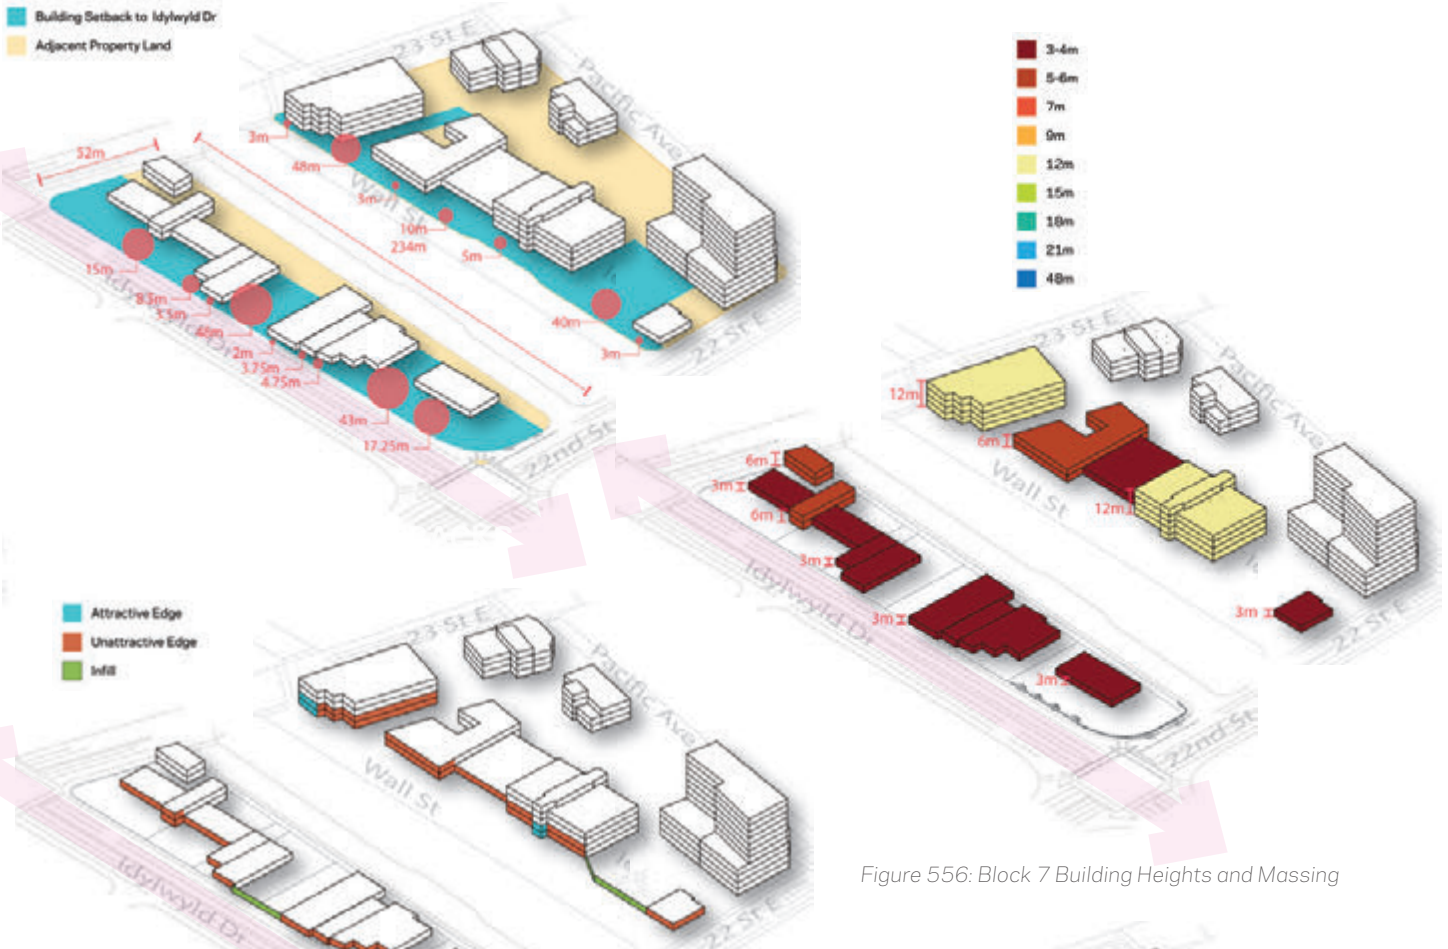 Building Setback to Idylwyld Dr
Adjacent Property Land
23 St E
Pacific Ave
52m
3m
48m
Wall St
3m
10m
234m
5m
15m
8.5m
3.5m
48m
Idylwyld Dr
2m
3.75m
4.75m
40m
3m
22 St E
43m
17.25m
22nd St
3-4m
5-6m
7m
9m
12m
15m
18m
21m
48m
23 St E
Pacific Ave
12m
6m
6m
3m
6m
Wall St
12m
3m
Idylwyld Dr
3m
3m
22 St E
3m
22nd St
Attractive Edge
Unattractive Edge
Infill
23 St E
Pacific Ave
Wall St
Idylwyld Dr
22 St E
Figure 556: Block 7 Building Heights and Massing